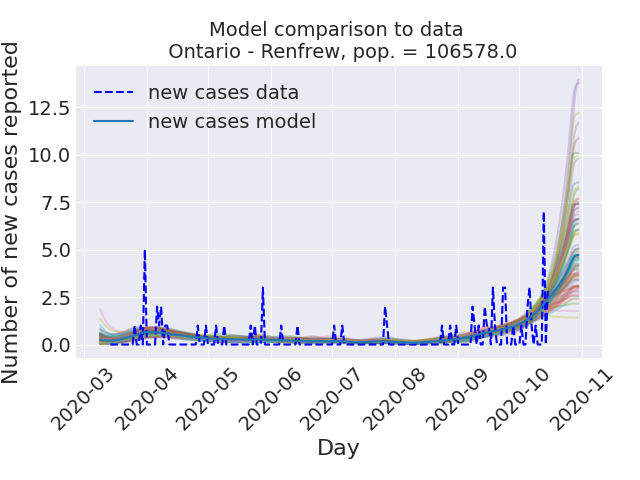 Model comparison to data
Ontario - Renfrew, pop. = 106578.0
Number of new cases reported
12.5
10.0
7.5
5.0
2.5
0.0
new cases data
new cases model
2020-03
2020-04
2020-05
2020-06
2020-07
2020-08
2020-09
2020-10
2020-11
Day